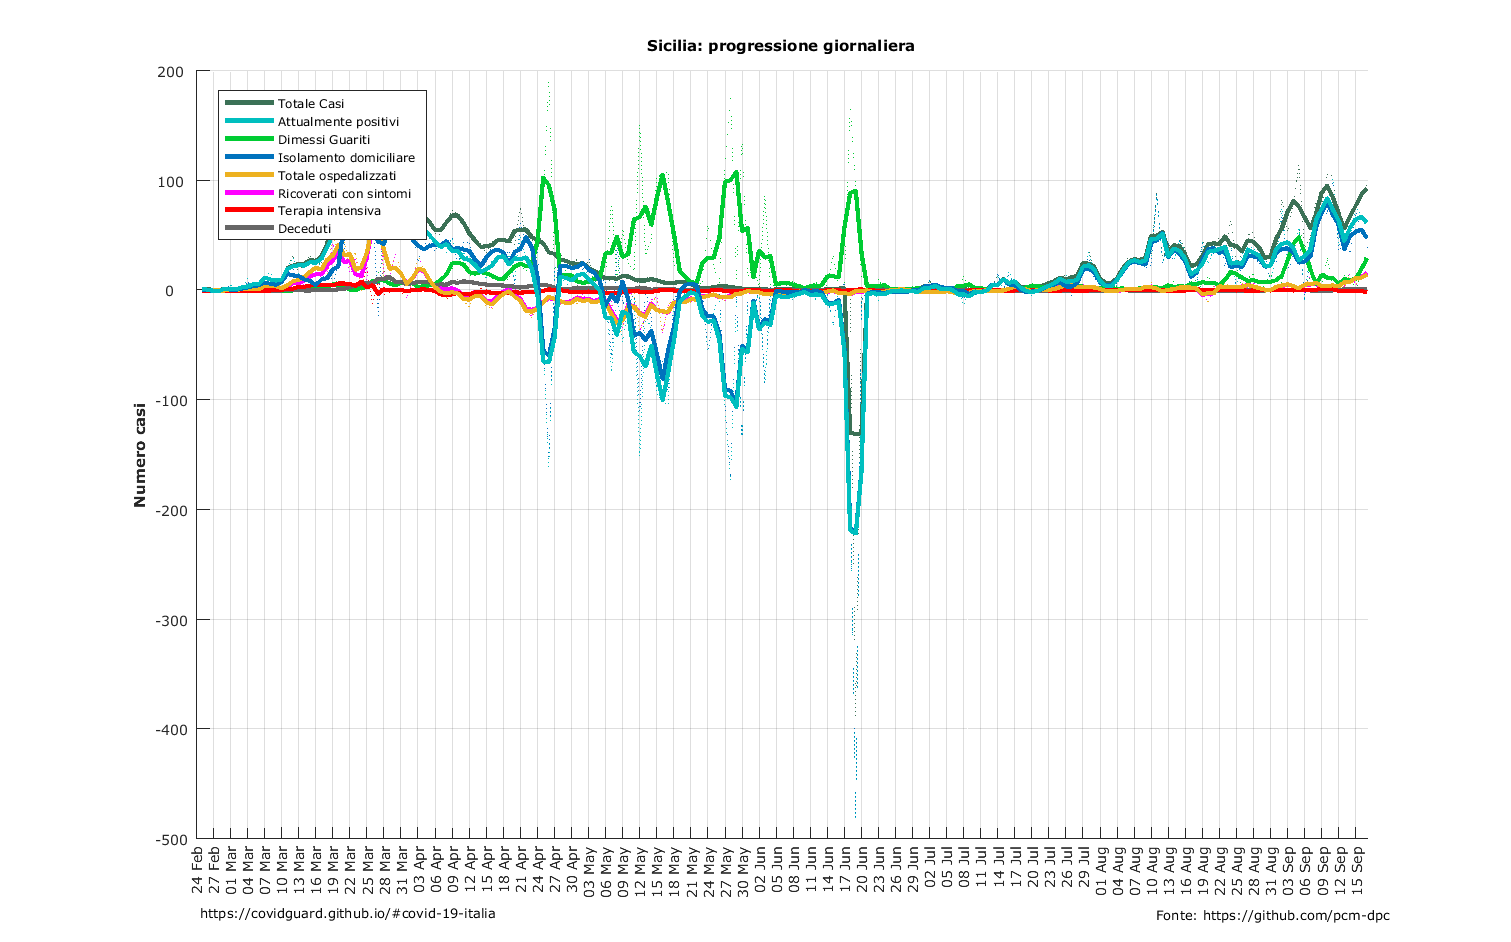 Sicilia: progressione giornaliera
200
100
0
-100
-200
-300
-400
-500
Numero casi
Totale Casi
Attualmente positivi
Dimessi Guariti
Isolamento domiciliare
Totale ospedalizzati
Ricoverati con sintomi
Terapia intensiva
Deceduti
24 Feb
27 Feb
01 Mar
04 Mar
07 Mar
10 Mar
13 Mar
16 Mar
19 Mar
22 Mar
25 Mar
28 Mar
31 Mar
03 Apr
06 Apr
09 Apr
12 Apr
15 Apr
18 Apr
21 Apr
24 Apr
27 Apr
30 Apr
03 May
06 May
09 May
12 May
15 May
18 May
21 May
24 May
27 May
30 May
02 Jun
05 Jun
08 Jun
11 Jun
14 Jun
17 Jun
20 Jun
23 Jun
26 Jun
29 Jun
02 Jul
05 Jul
08 Jul
11 Jul
14 Jul
17 Jul
20 Jul
23 Jul
26 Jul
29 Jul
01 Aug
04 Aug
07 Aug
10 Aug
13 Aug
16 Aug
19 Aug
22 Aug
25 Aug
28 Aug
31 Aug
03 Sep
06 Sep
09 Sep
12 Sep
15 Sep
https://covidguard.github.io/#covid-19-italia
Fonte: https://github.com/pcm-dpc